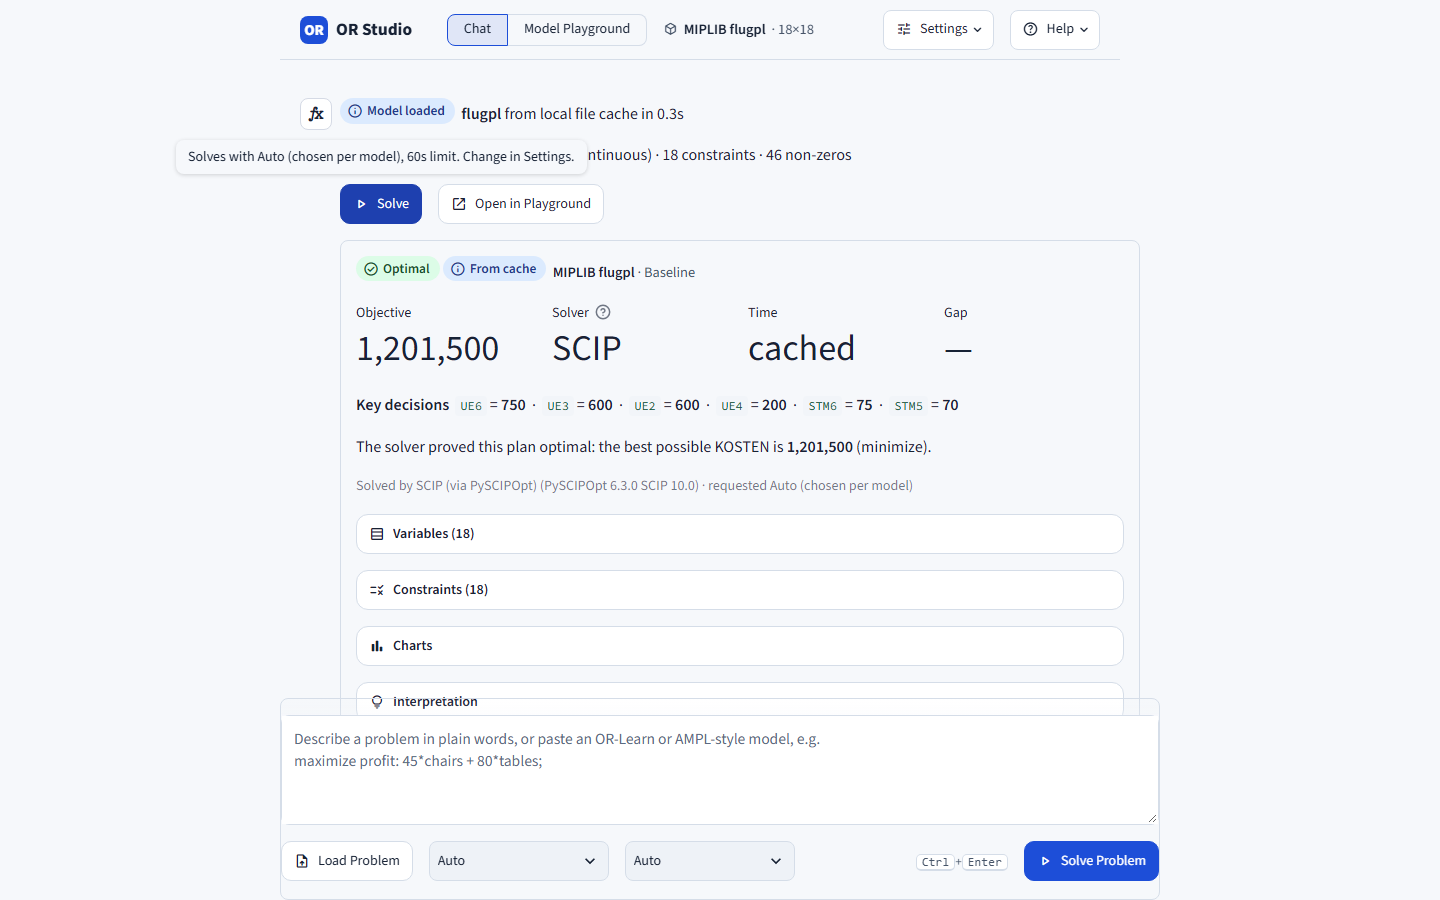 OR OR Studio Chat Model Playground MIPLIB flugpl · 18×18 Settings Help
fx Model loaded flugpl from local file cache in 0.3s
Solves with Auto (chosen per model), 60s limit. Change in Settings. ntinuous) · 18 constraints · 46 non-zeros
Solve Open in Playground
Optimal From cache MIPLIB flugpl · Baseline
Objective Solver Time Gap
1,201,500 SCIP cached —
Key decisions UE6 = 750 · UE3 = 600 · UE2 = 600 · UE4 = 200 · STM6 = 75 · STM5 = 70
The solver proved this plan optimal: the best possible KOSTEN is 1,201,500 (minimize).
Solved by SCIP (via PySCIPOpt) (PySCIPOpt 6.3.0 SCIP 10.0) · requested Auto (chosen per model)
Variables (18)
Constraints (18)
Charts
Interpretation
Describe a problem in plain words, or paste an OR-Learn or AMPL-style model, e.g.
maximize profit: 45*chairs + 80*tables;
Load Problem Auto Auto Ctrl+Enter Solve Problem